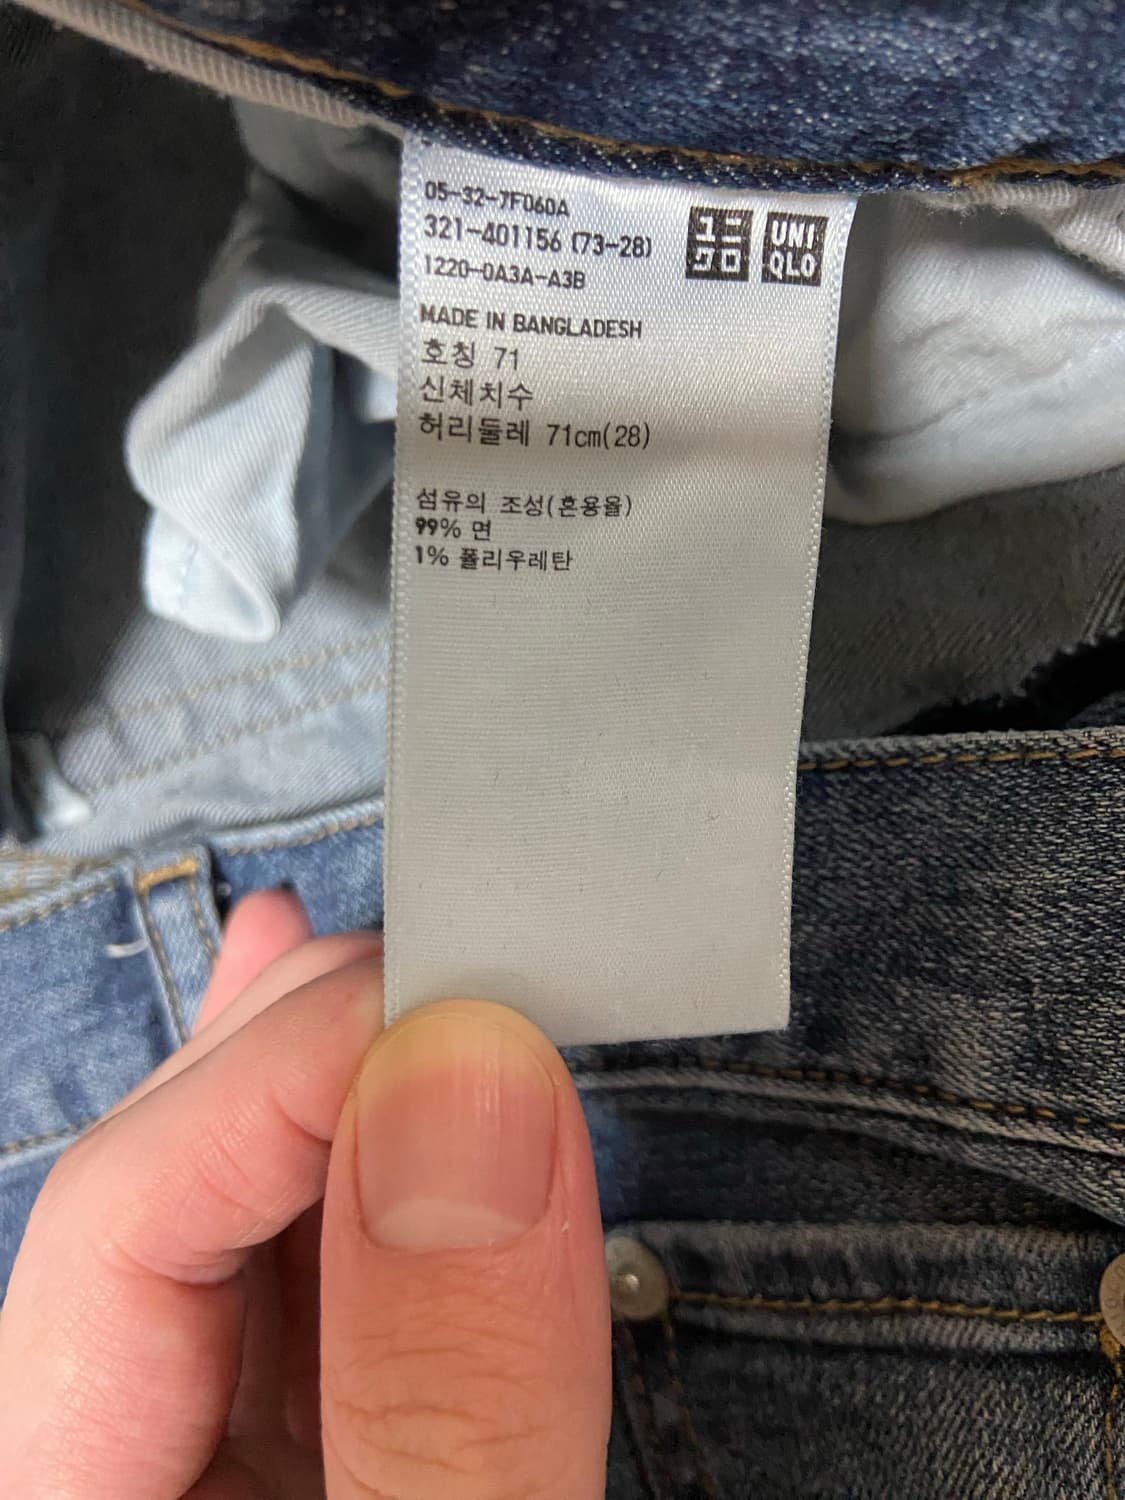 05-32-7F060A
321-401156 (73-28)
1220-0A3A-A3B
ユニ
クロ
UNI
QLO
MADE IN BANGLADESH
호칭 71
신체치수
허리둘레 71cm(28)
섬유의 조성(혼용율)
99% 면
1% 폴리우레탄